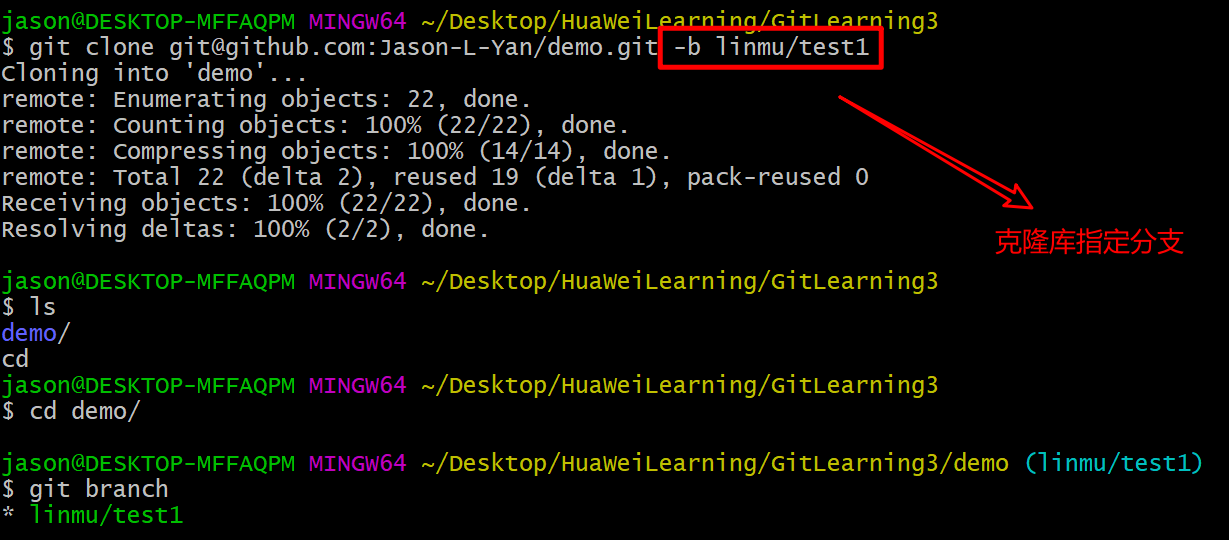 jason@DESKTOP-MFFAQPM MINGW64 ~/Desktop/HuaWeiLearning/GitLearning3
$ git clone git@github.com:Jason-L-Yan/demo.git -b linmu/test1
Cloning into 'demo'...
remote: Enumerating objects: 22, done.
remote: Counting objects: 100% (22/22), done.
remote: Compressing objects: 100% (14/14), done.
remote: Total 22 (delta 2), reused 19 (delta 1), pack-reused 0
Receiving objects: 100% (22/22), done.
Resolving deltas: 100% (2/2), done.
克隆库指定分支
jason@DESKTOP-MFFAQPM MINGW64 ~/Desktop/HuaWeiLearning/GitLearning3
$ ls
demo/
cd
jason@DESKTOP-MFFAQPM MINGW64 ~/Desktop/HuaWeiLearning/GitLearning3
$ cd demo/
jason@DESKTOP-MFFAQPM MINGW64 ~/Desktop/HuaWeiLearning/GitLearning3/demo (linmu/test1)
$ git branch
* linmu/test1